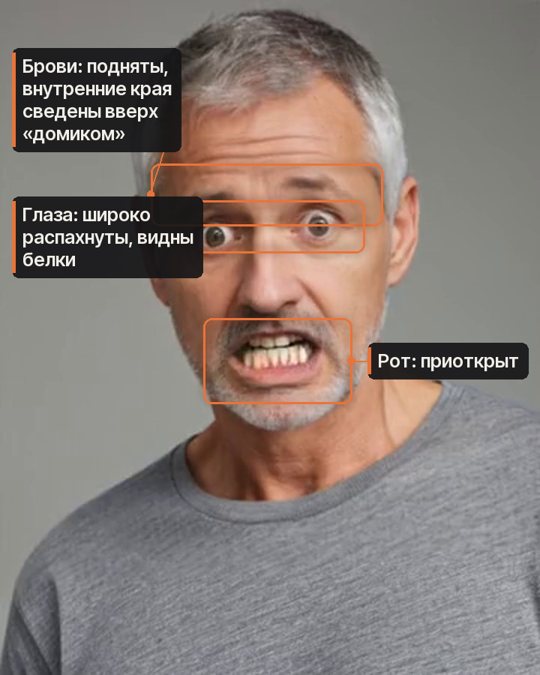 Брови: подняты,
внутренние края
сведены вверх
«домиком»
Глаза: широко
распахнуты, видны
белки
Рот: приоткрыт